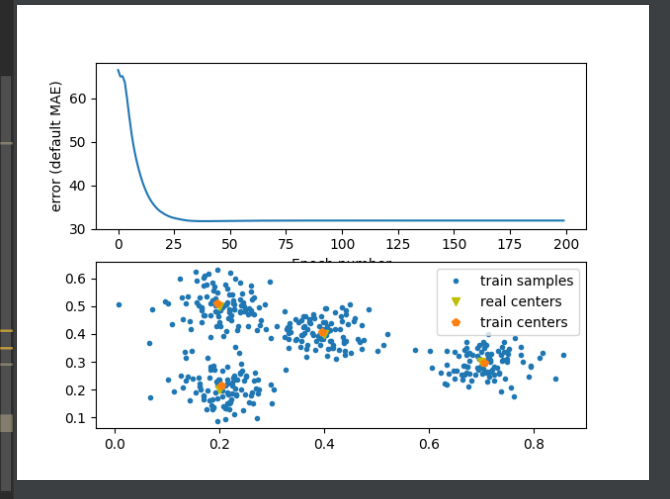 error (default MAE)
60
50
40
30
0 25 50 75 100 125 150 175 200
Epoch number
0.6
0.5
0.4
0.3
0.2
0.1
train samples
real centers
train centers
0.0 0.2 0.4 0.6 0.8